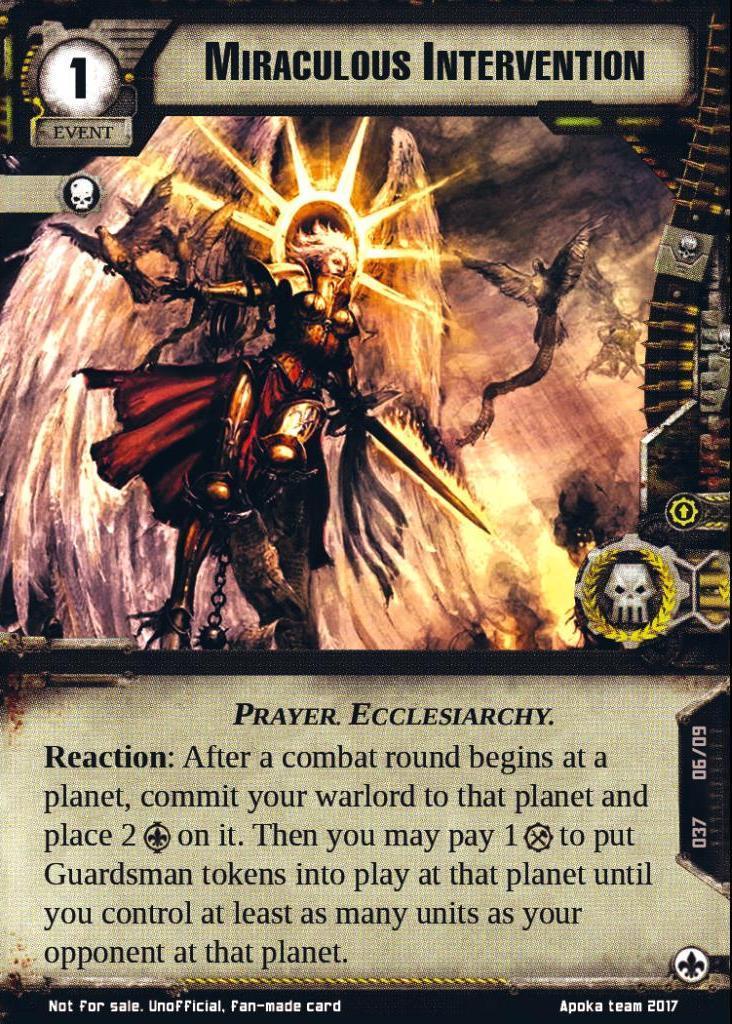 1
MIRACULOUS INTERVENTION
EVENT
PRAYER. ECCLESIARCHY.
Reaction: After a combat round begins at a
planet, commit your warlord to that planet and
place 2 on it. Then you may pay 1 to put
Guardsman tokens into play at that planet until
you control at least as many units as your
opponent at that planet.
037 06/09
Not for sale. Unofficial, fan-made card
Apoka team 2017